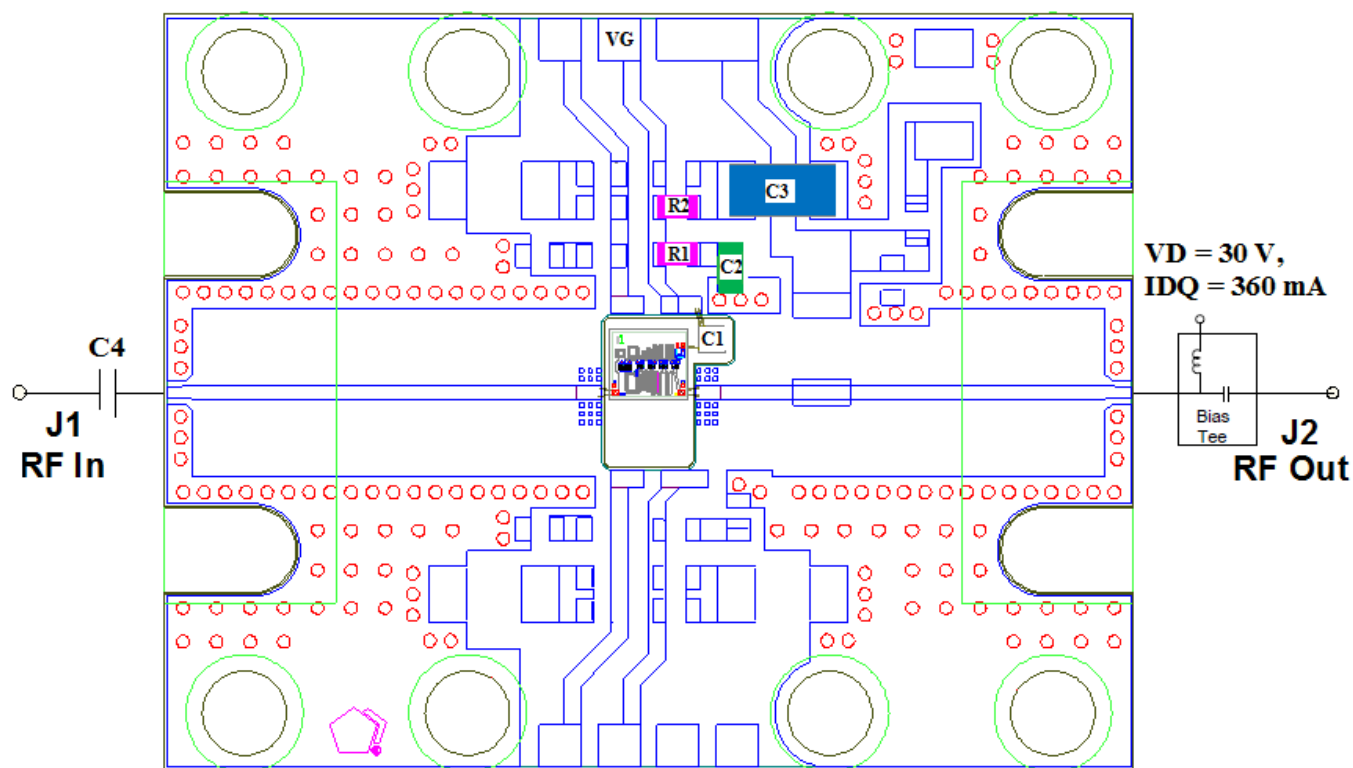 VG
C3
R2
R1
C2
VD = 30 V,
IDQ = 360 mA
C1
C4
J1
RF In
Bias
Tee
J2
RF Out